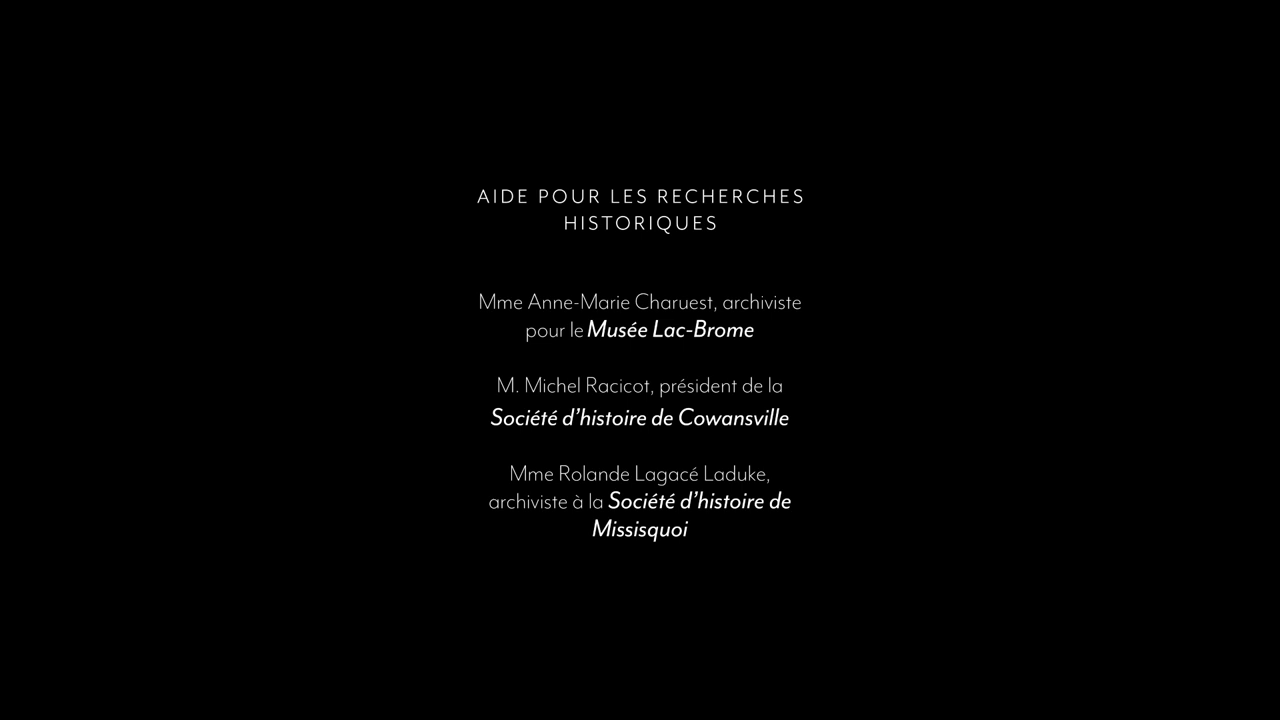 AIDE POUR LES RECHERCHES
HISTORIQUES
Mme Anne-Marie Charuest, archiviste
pour le Musée Lac-Brome
M. Michel Racicot, président de la
Société d’histoire de Cowansville
Mme Rolande Lagacé Laduke,
archiviste à la Société d’histoire de
Missisquoi